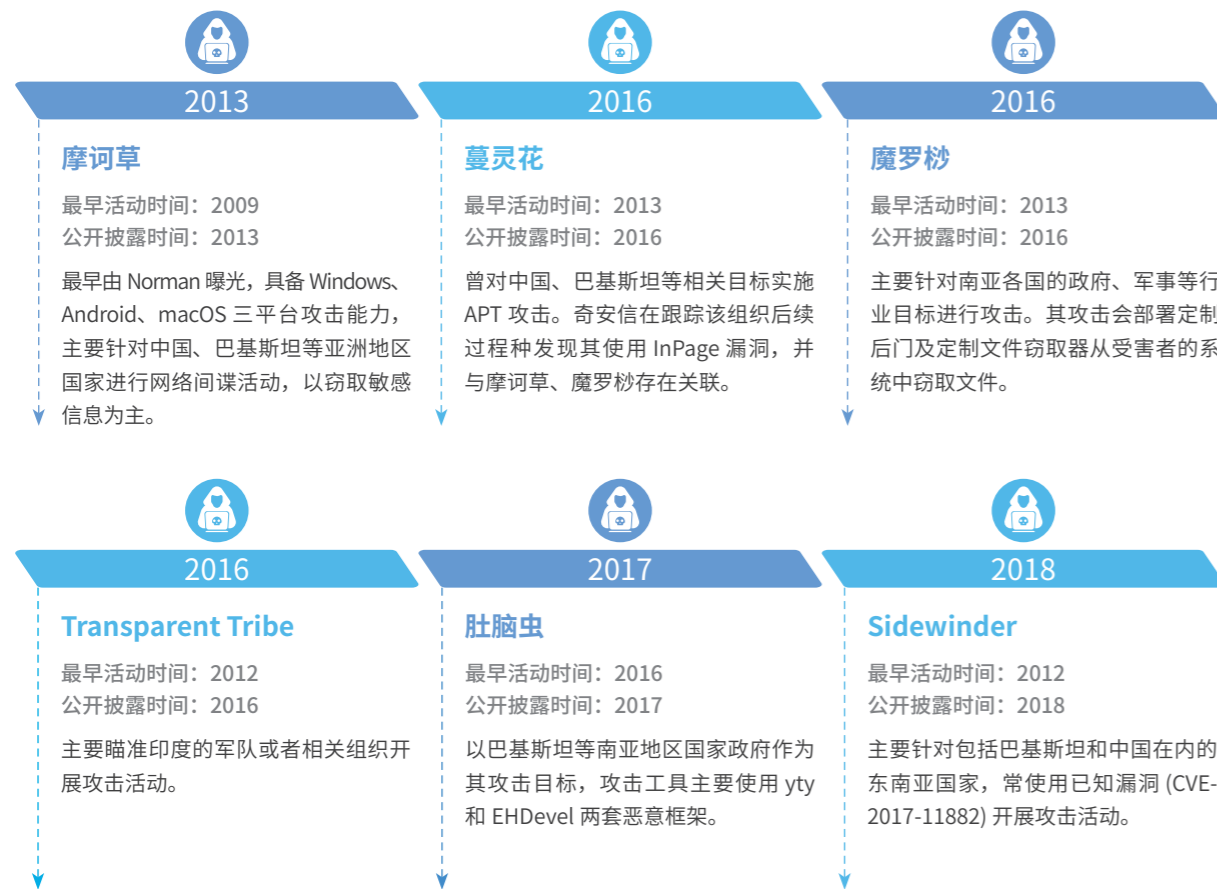 2013
摩诃草
最早活动时间：2009
公开披露时间：2013
最早由 Norman 曝光，具备 Windows、
Android、macOS 三平台攻击能力，
主要针对中国、巴基斯坦等亚洲地区
国家进行网络间谍活动，以窃取敏感
信息为主。
2016
蔓灵花
最早活动时间：2013
公开披露时间：2016
曾对中国、巴基斯坦等相关目标实施
APT 攻击。奇安信在跟踪该组织后续
过程种发现其使用 InPage 漏洞，并
与摩诃草、魔罗桫存在关联。
2016
魔罗桫
最早活动时间：2013
公开披露时间：2016
主要针对南亚各国的政府、军事等行
业目标进行攻击。其攻击会部署定制
后门及定制文件窃取器从受害者的系
统中窃取文件。
2016
Transparent Tribe
最早活动时间：2012
公开披露时间：2016
主要瞄准印度的军队或者相关组织开
展攻击活动。
2017
肚脑虫
最早活动时间：2016
公开披露时间：2017
以巴基斯坦等南亚地区国家政府作为
其攻击目标，攻击工具主要使用 yty
和 EHDevel 两套恶意框架。
2018
Sidewinder
最早活动时间：2012
公开披露时间：2018
主要针对包括巴基斯坦和中国在内的
东南亚国家，常使用已知漏洞 (CVE-
2017-11882) 开展攻击活动。